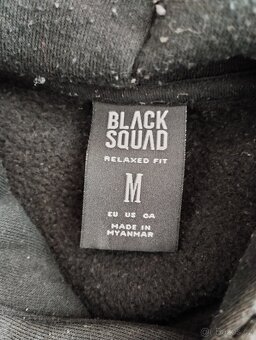 BLACK
SQUAD
RELAXED FIT
M
EU US CA
MADE IN
MYANMAR